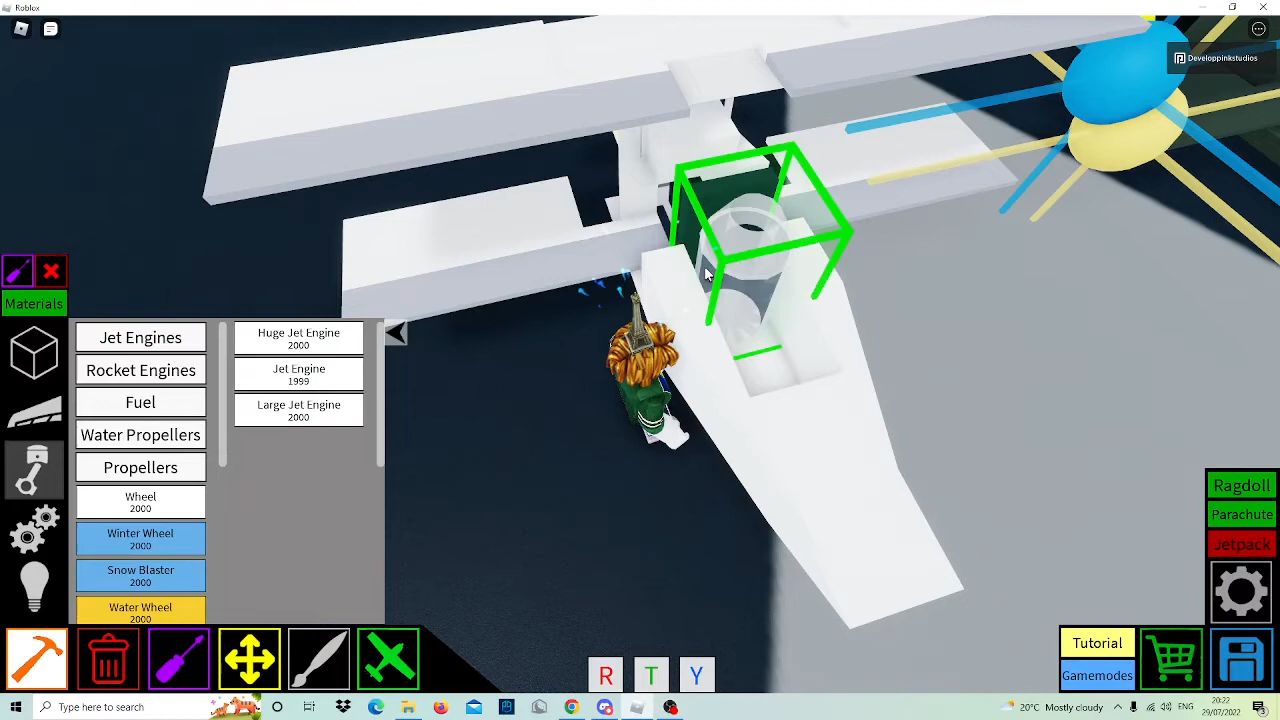 Roblox
Developpinkstudios
Materials
Jet Engines
Rocket Engines
Fuel
Water Propellers
Propellers
Wheel
2000
Winter Wheel
2000
Snow Blaster
2000
Water Wheel
2000
Huge Jet Engine
2000
Jet Engine
1999
Large Jet Engine
2000
Ragdoll
Parachute
Jetpack
Tutorial
Gamemodes
R T Y
Type here to search
20°C Mostly cloudy
ENG
20:22
29/07/2022